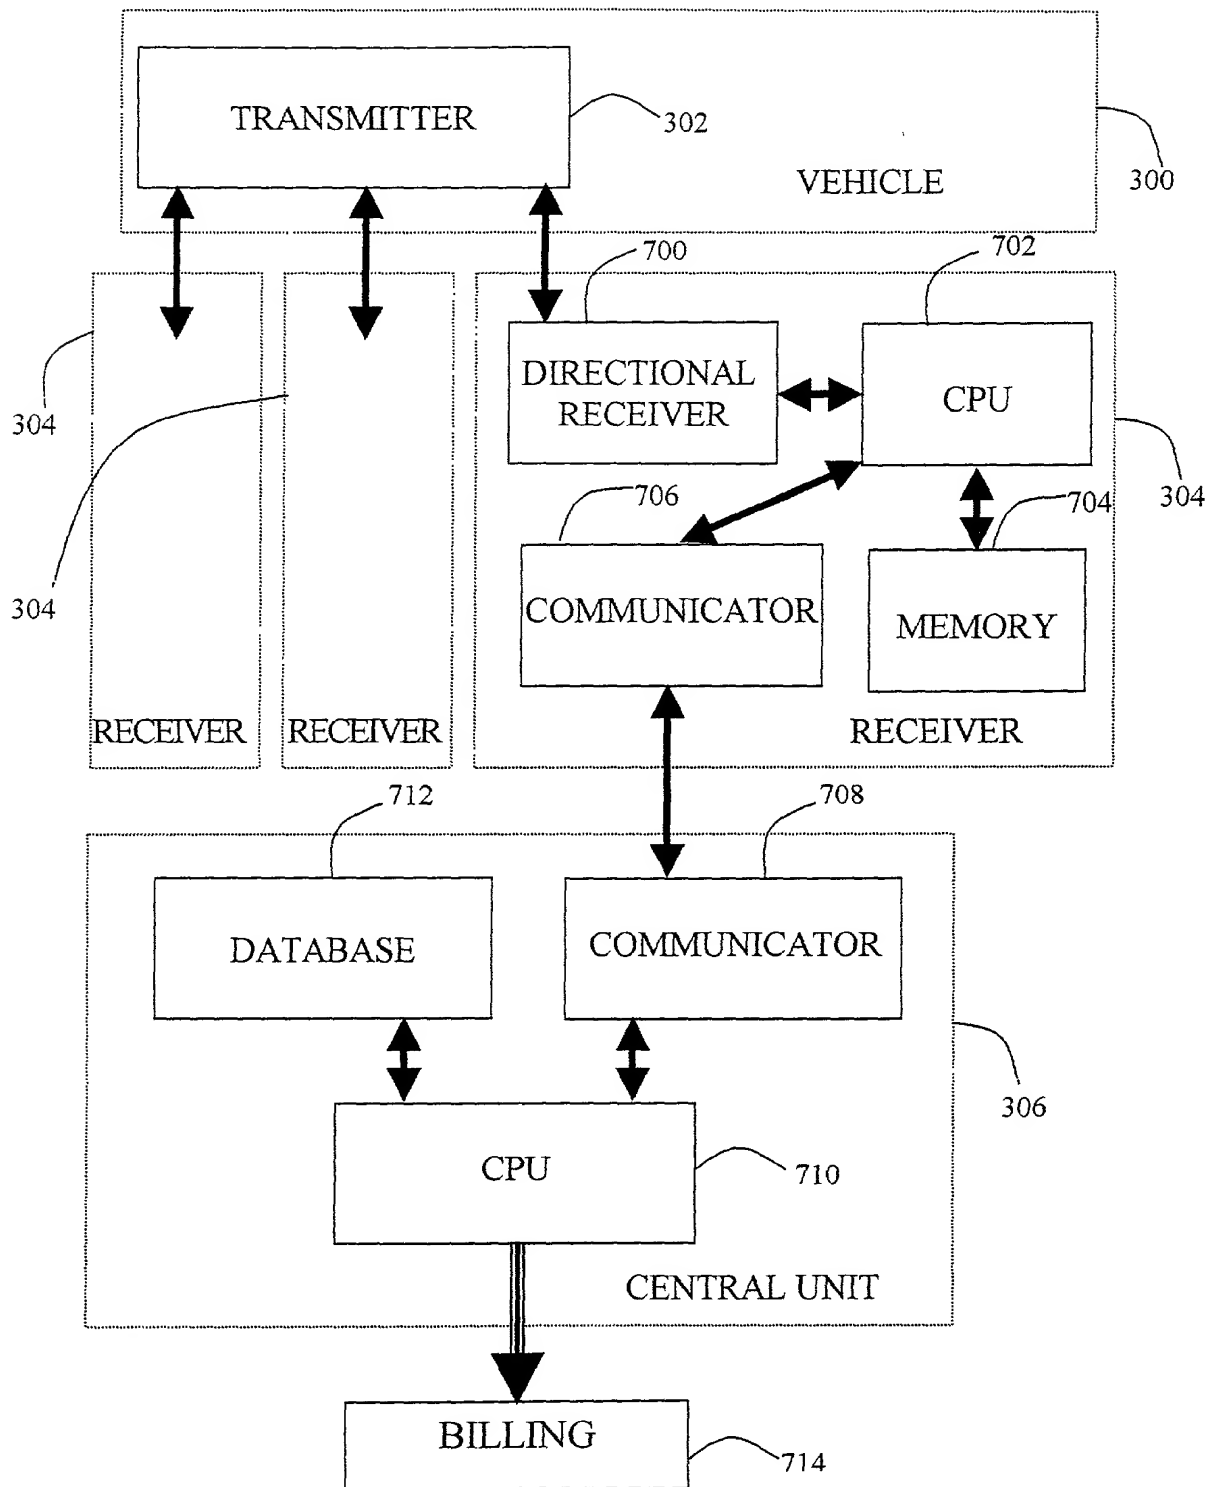 TRANSMITTER
302
VEHICLE
300
700
702
304
DIRECTIONAL
RECEIVER
CPU
304
706
704
304
COMMUNICATOR
MEMORY
RECEIVER
RECEIVER
RECEIVER
712
708
DATABASE
COMMUNICATOR
306
CPU
710
CENTRAL UNIT
BILLING
714